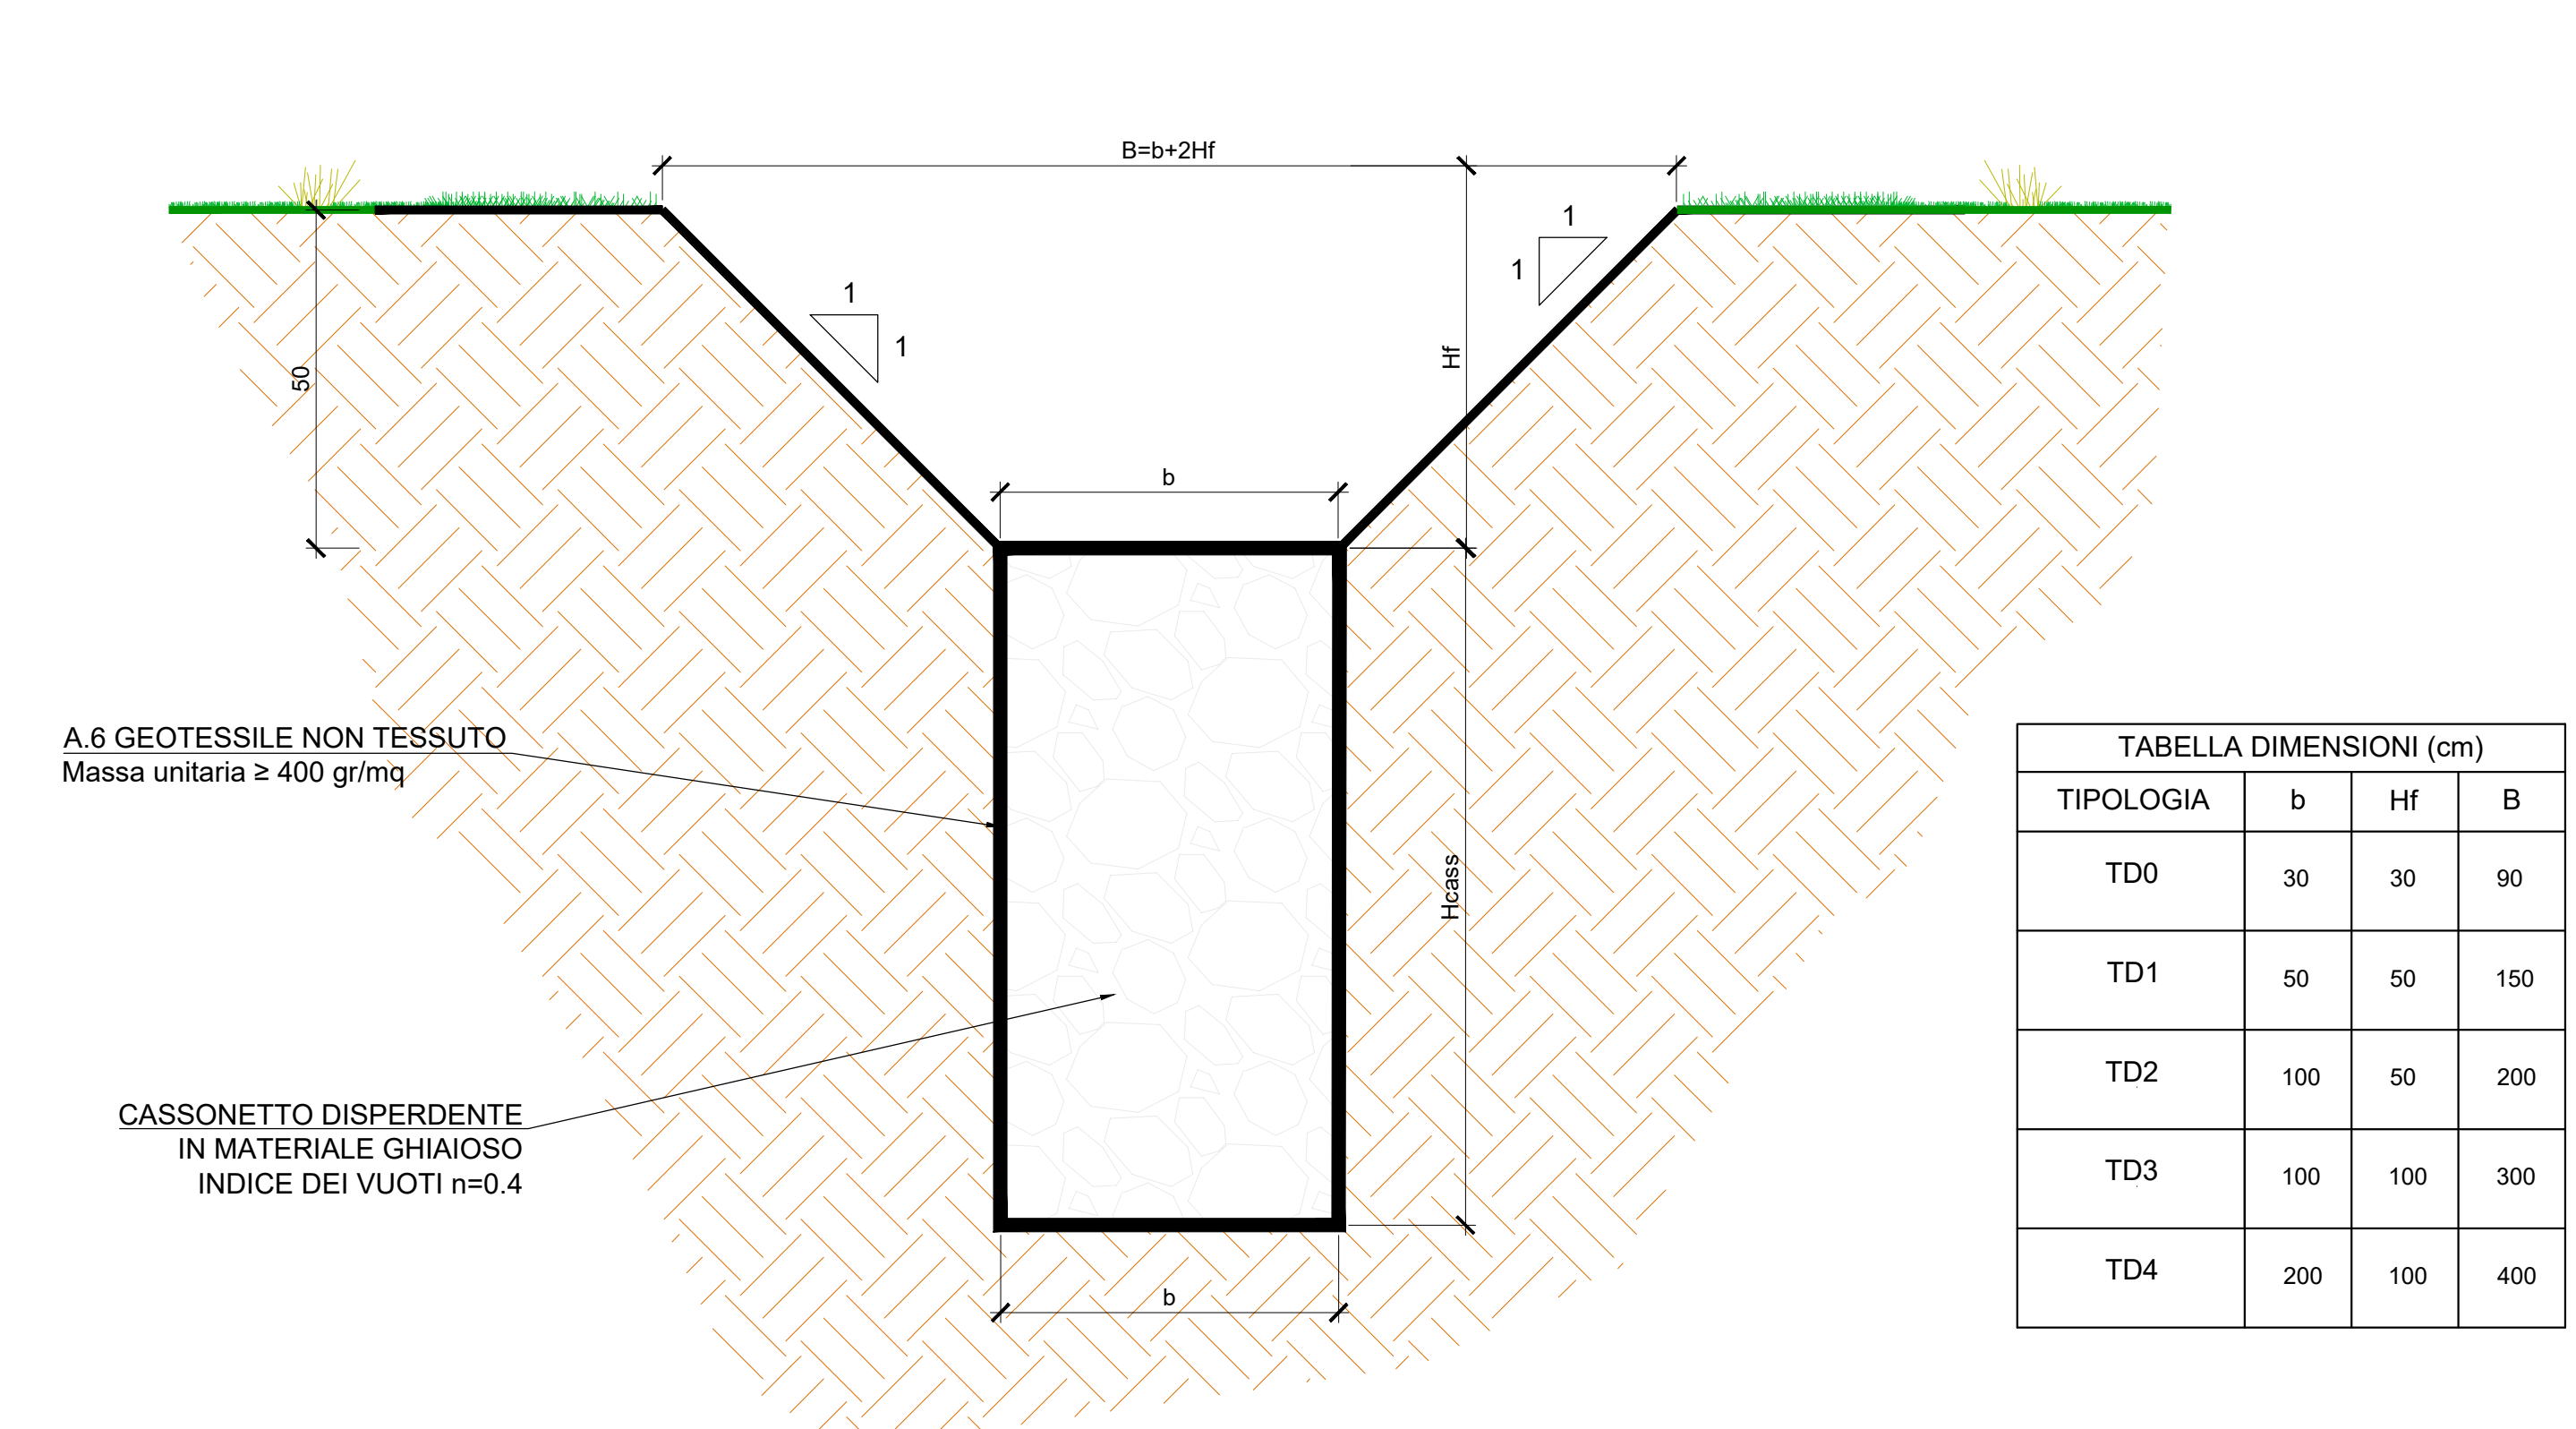 B=b+2Hf
1
1
1
1
50
Hf
b
A.6 GEOTESSILE NON TESSUTO
Massa unitaria ≥ 400 gr/mq
Hcass
CASSONETTO DISPERDENTE
IN MATERIALE GHIAIOSO
INDICE DEI VUOTI n=0.4
b
TABELLA DIMENSIONI (cm)
TIPOLOGIA b Hf B
TD0 30 30 90
TD1 50 50 150
TD2 100 50 200
TD3 100 100 300
TD4 200 100 400